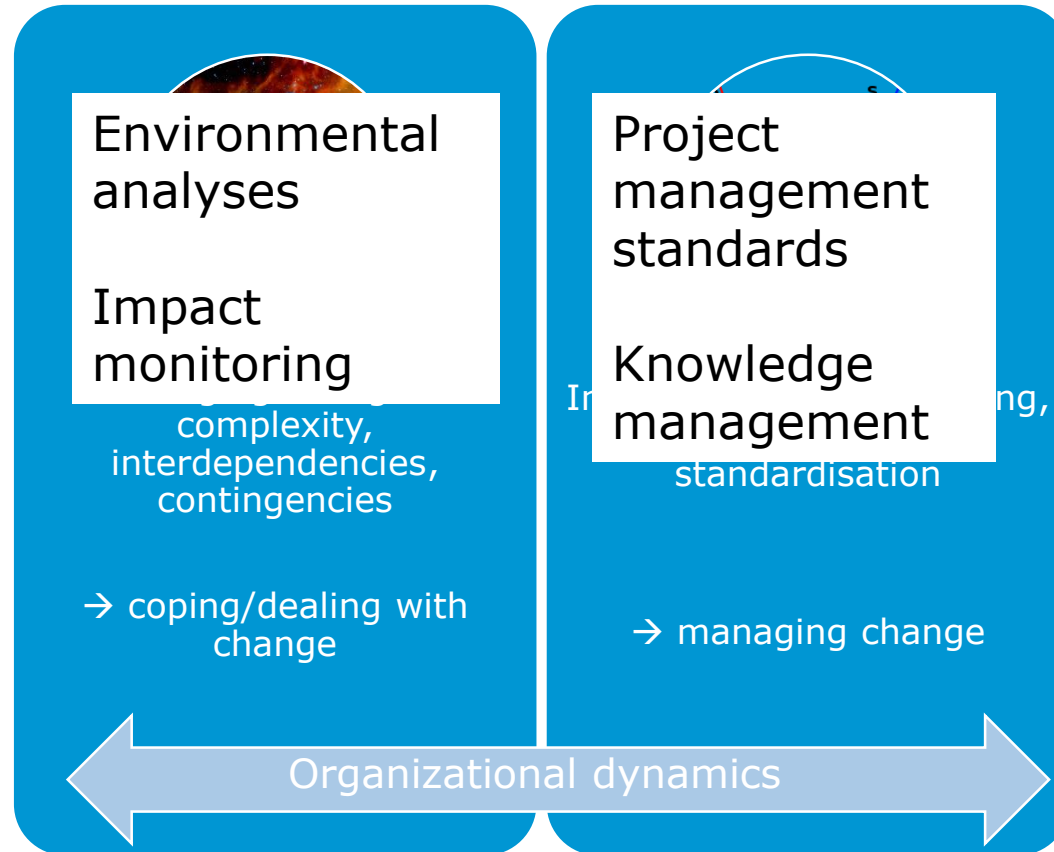 Environmental
analyses
Impact
monitoring
complexity,
interdependencies,
contingencies
→ coping/dealing with
change
s
Project
management
standards
Knowledge
management
standardisation
→ managing change
Organizational dynamics